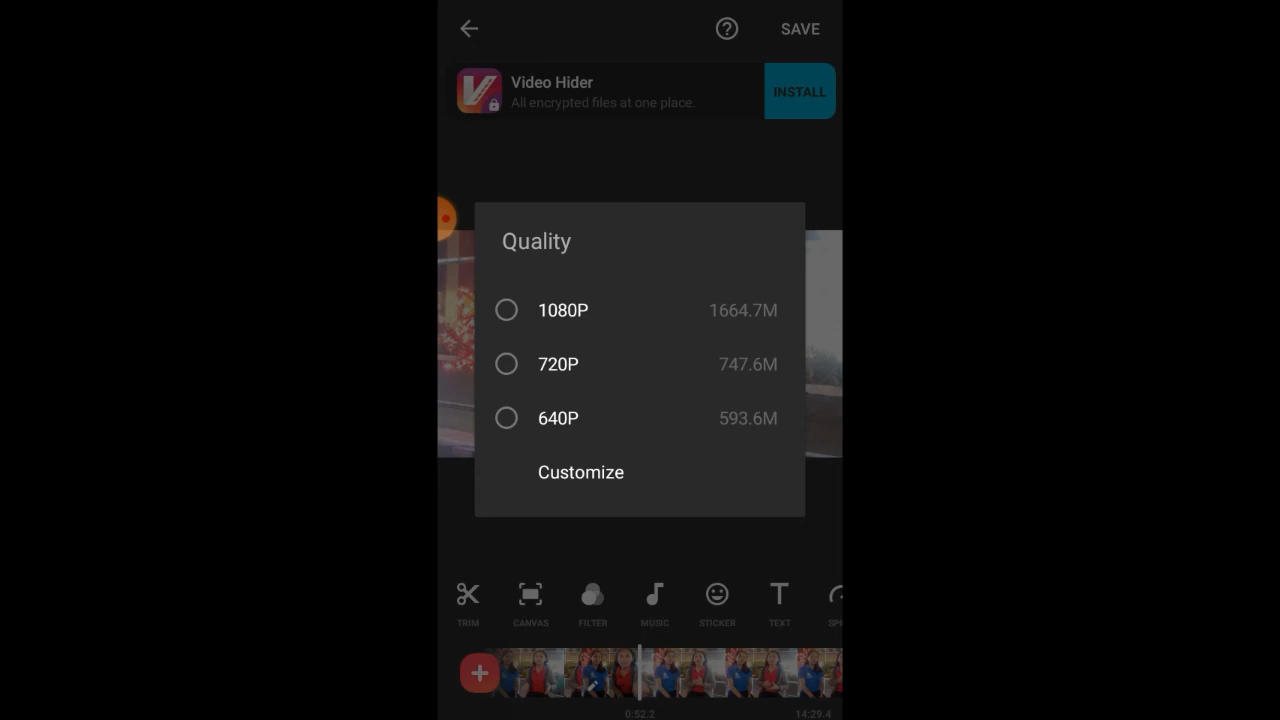 SAVE
Video Hider
All encrypted files at one place.
INSTALL
Quality
1080P 1664.7M
720P 747.6M
640P 593.6M
Customize
TRIM CANVAS FILTER MUSIC STICKER TEXT
0:52.2 14:29.4